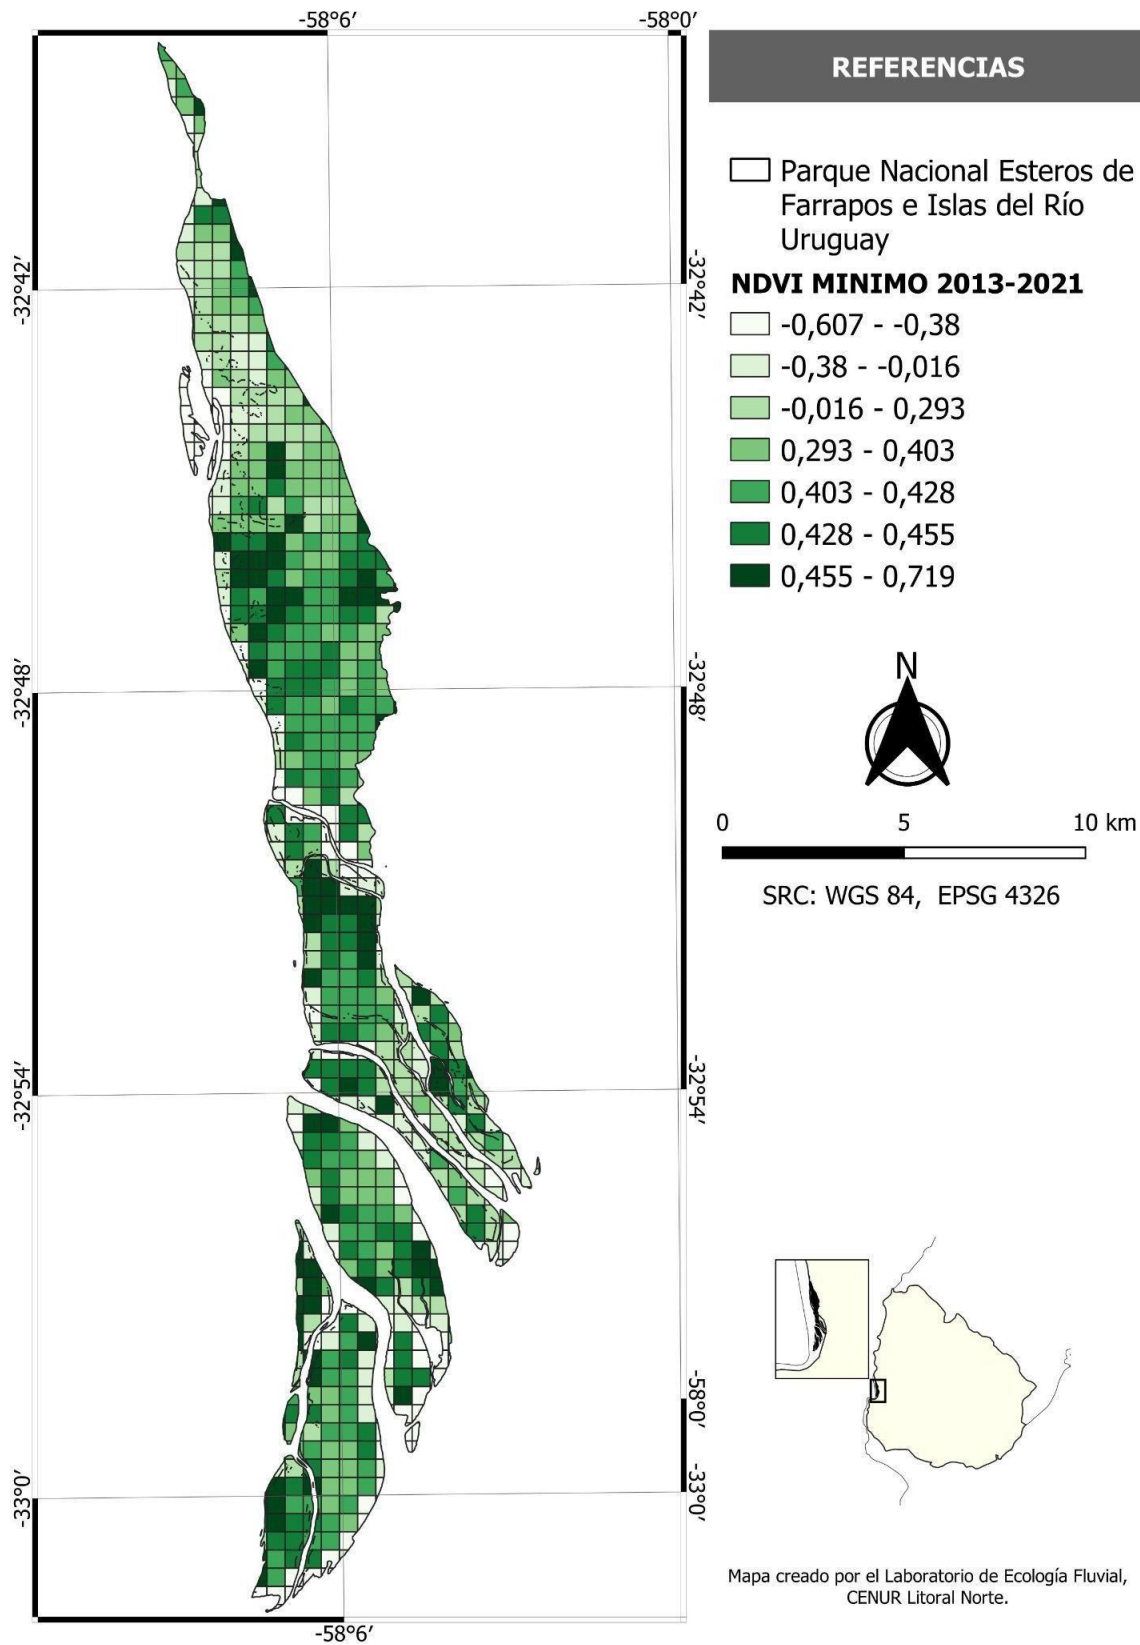 -58°6′
-58°0′
-32°42′
-32°48′
-32°54′
-33°0′
-32°42′
-32°48′
-32°54′
-58°0′
-33°0′
-58°6′
REFERENCIAS
Parque Nacional Esteros de
Farrapos e Islas del Río
Uruguay
NDVI MINIMO 2013-2021
-0,607 - -0,38
-0,38 - -0,016
-0,016 - 0,293
0,293 - 0,403
0,403 - 0,428
0,428 - 0,455
0,455 - 0,719
N
0 5 10 km
SRC: WGS 84, EPSG 4326
Mapa creado por el Laboratorio de Ecología Fluvial,
CENUR Litoral Norte.